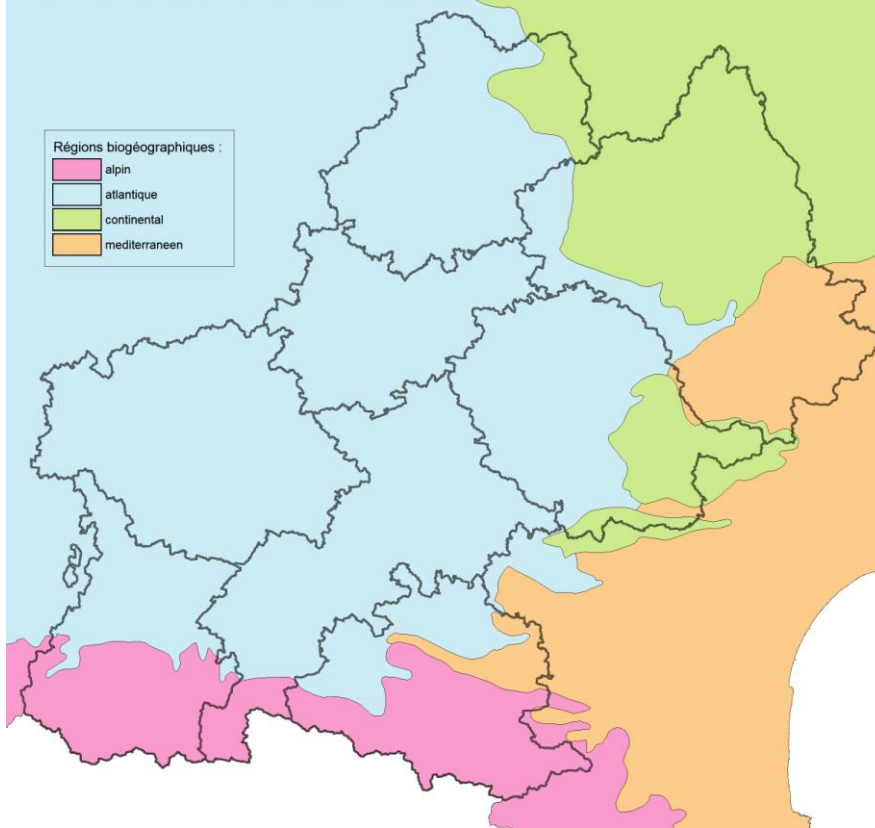 Régions biogéographiques :
alpin
atlantique
continental
mediterraneen